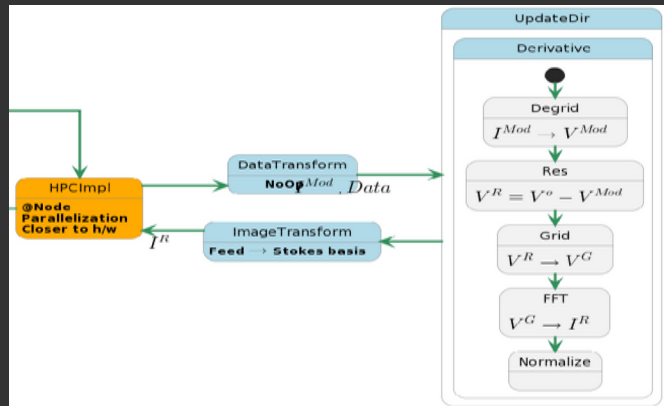 UpdateDir
Derivative
Degrid
I^{Mod} → V^{Mod}
Res
V^R = V^o − V^{Mod}
Grid
V^R → V^G
FFT
V^G → I^R
Normalize
DataTransform
NoOp
^{Mod}, Data
ImageTransform
Feed → Stokes basis
I^R
HPCImpl
@Node
Parallelization
Closer to h/w